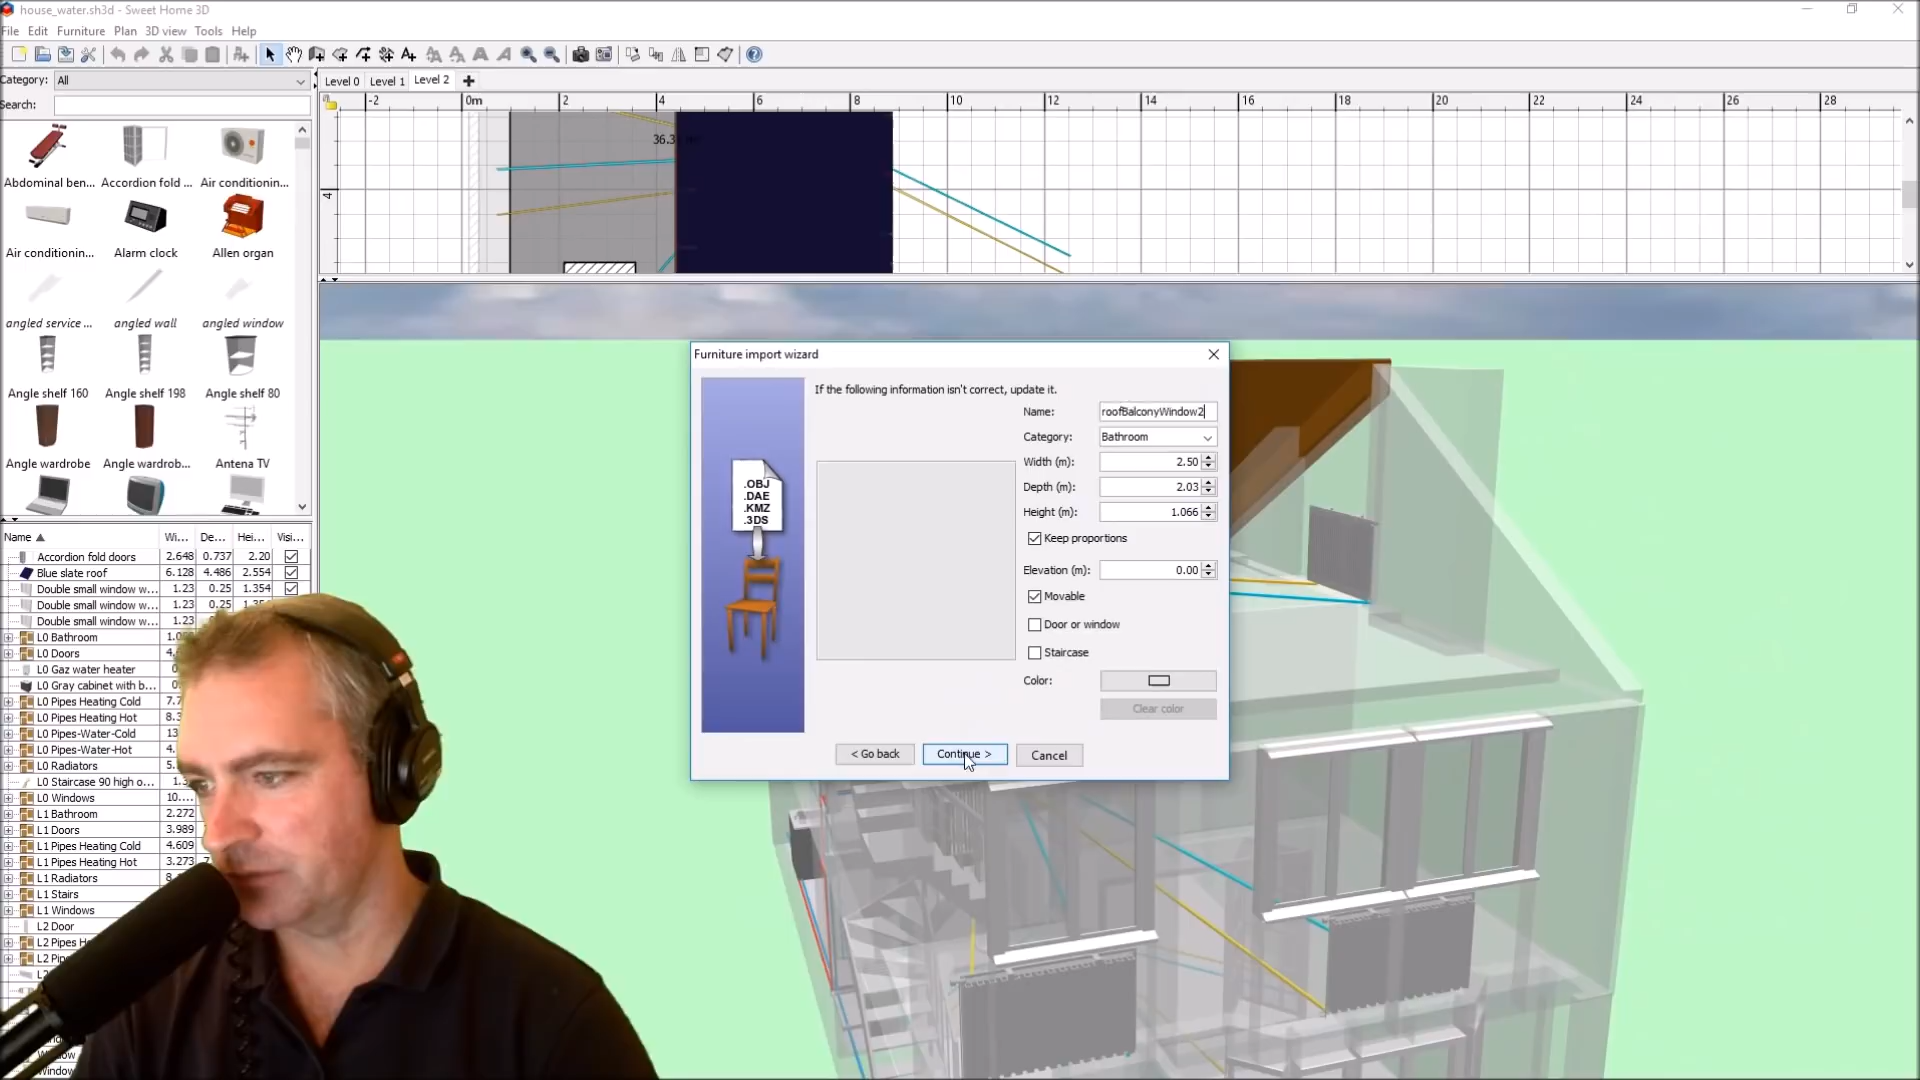 house_water.sh3d - Sweet Home 3D
File Edit Furniture Plan 3D view Tools Help
Category: All
Search:
Level 0 Level 1 Level 2
-2 0m 2 4 6 8 10 12 14 16 18 20 22 24 26 28
4
Abdominal ben... Accordion fold ... Air conditionin...
Air conditionin... Alarm clock Allen organ
angled service ... angled wall angled window
Angle shelf 160 Angle shelf 198 Angle shelf 80
Angle wardrobe Angle wardrob... Antena TV
Name Wi... De... Hei... Visi...
Accordion fold doors 2.648 0.737 2.20
Blue slate roof 6.128 4.486 2.554
Double small window w... 1.23 0.25 1.354
Double small window w... 1.23 0.25
Double small window w... 1.23
L0 Bathroom
L0 Doors
L0 Gaz water heater
L0 Gray cabinet with b...
L0 Pipes Heating Cold
L0 Pipes Heating Hot
L0 Pipes-Water-Cold
L0 Pipes-Water-Hot
L0 Radiators
L0 Staircase 90 high o...
L0 Windows
L1 Bathroom 2.272
L1 Doors 3.989
L1 Pipes Heating Cold 4.609
L1 Pipes Heating Hot 3.273
L1 Radiators
L1 Stairs
L1 Windows
L2 Door
L2 Pipes
Furniture import wizard
If the following information isn't correct, update it.
.OBJ
.DAE
.KMZ
.3DS
Name: roofBalconyWindow2
Category: Bathroom
Width (m): 2.50
Depth (m): 2.03
Height (m): 1.066
Keep proportions
Elevation (m): 0.00
Movable
Door or window
Staircase
Color:
Clear color
< Go back Continue > Cancel